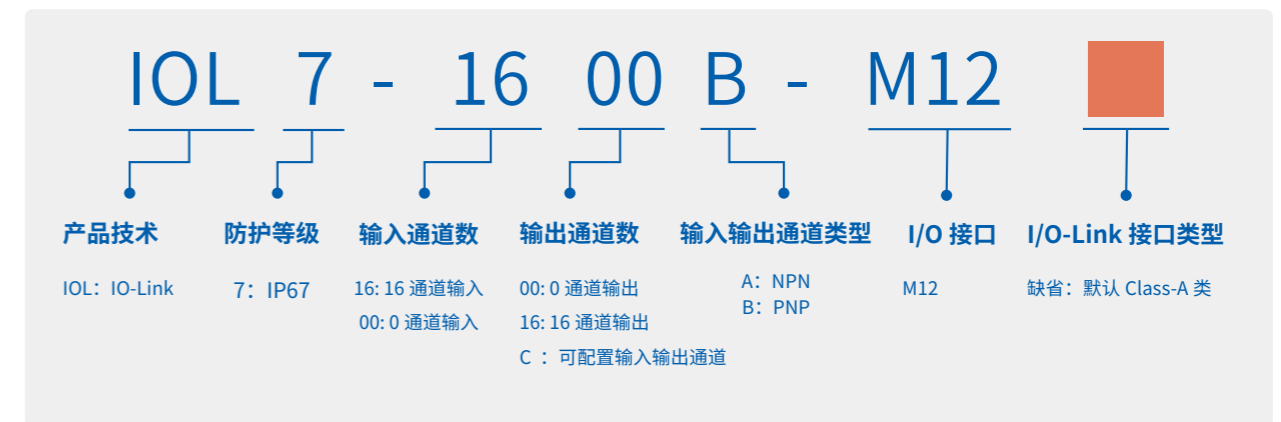 IOL 7 - 16 00 B - M12
产品技术 防护等级 输入通道数 输出通道数 输入输出通道类型 I/O 接口 I/O-Link 接口类型
IOL：IO-Link 7：IP67 16: 16 通道输入 00: 0 通道输出 A：NPN M12 缺省：默认 Class-A 类
B：PNP
00: 0 通道输入 16: 16 通道输出
C ：可配置输入输出通道